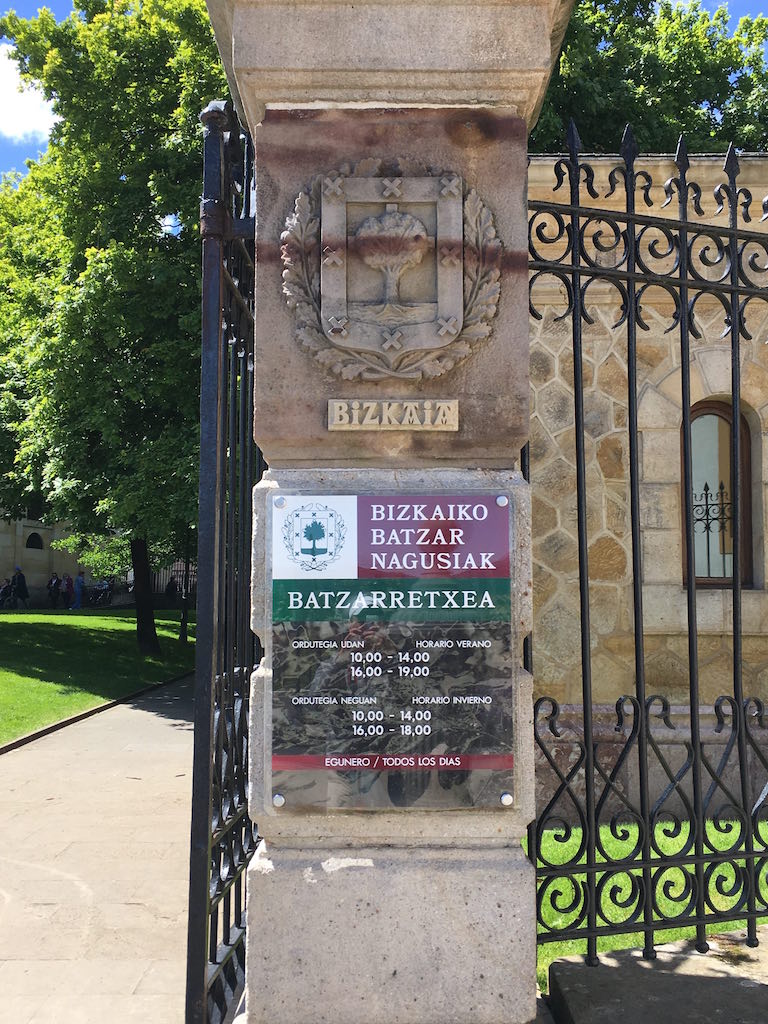 BIZKAIA
BIZKAIKO
BATZAR
NAGUSIAK
BATZARRETXEA
ORDUTEGIA UDAN HORARIO VERANO
10,00 - 14,00
16,00 - 19,00
ORDUTEGIA NEGUAN HORARIO INVIERNO
10,00 - 14,00
16,00 - 18,00
EGUNERO / TODOS LOS DIAS